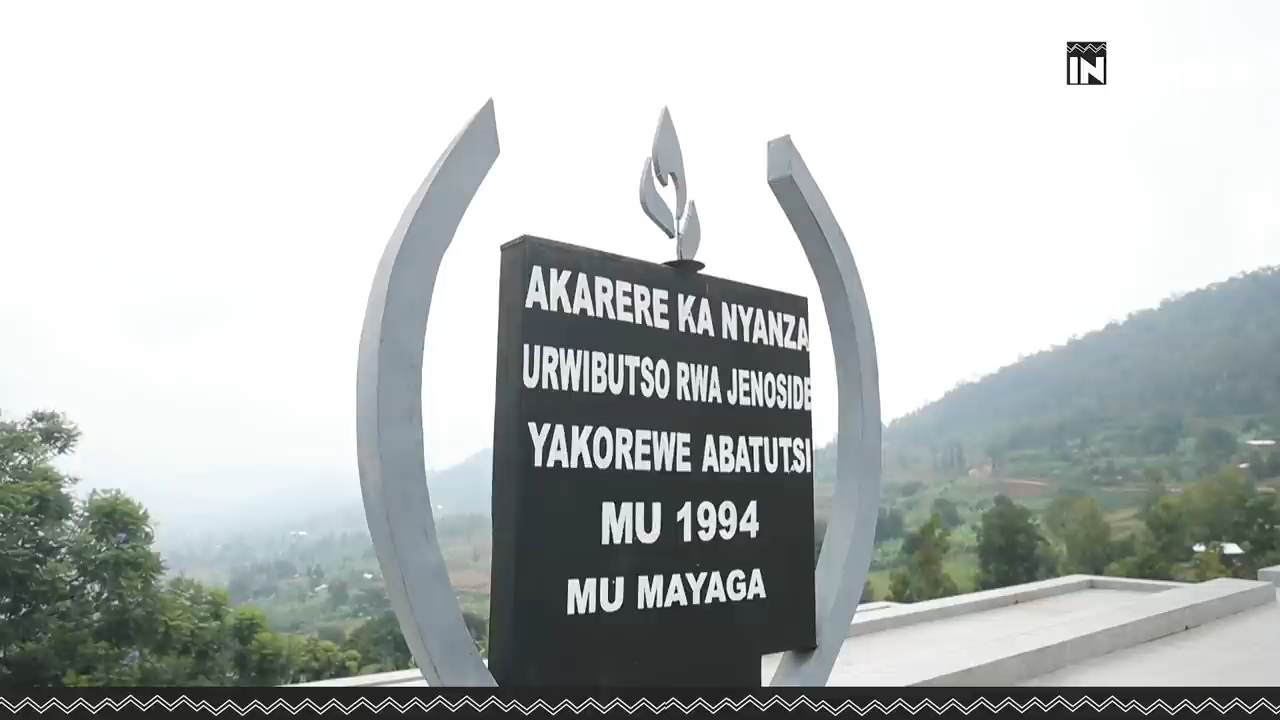 IN
AKARERE KA NYANZA
URWIBUTSO RWA JENOSIDE
YAKOREWE ABATUTSI
MU 1994
MU MAYAGA